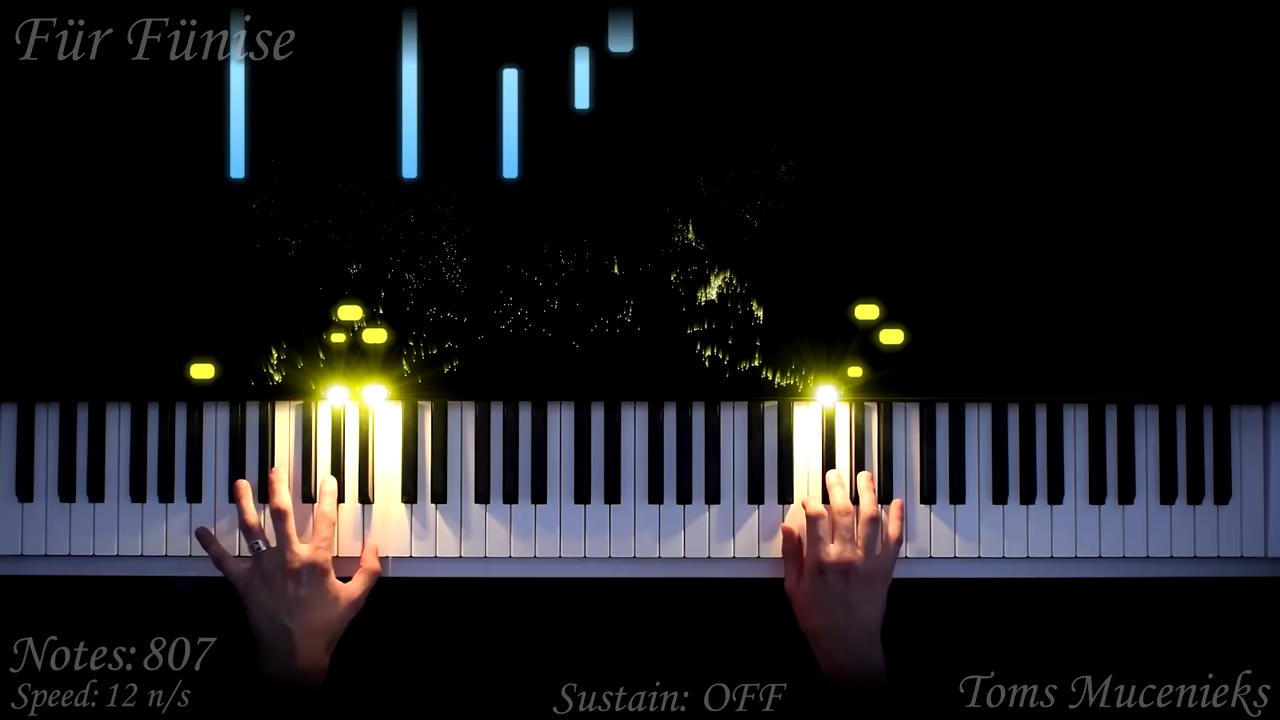 Für Fünise
Notes: 807
Speed: 12 n/s
Sustain: OFF
Toms Mucenieks